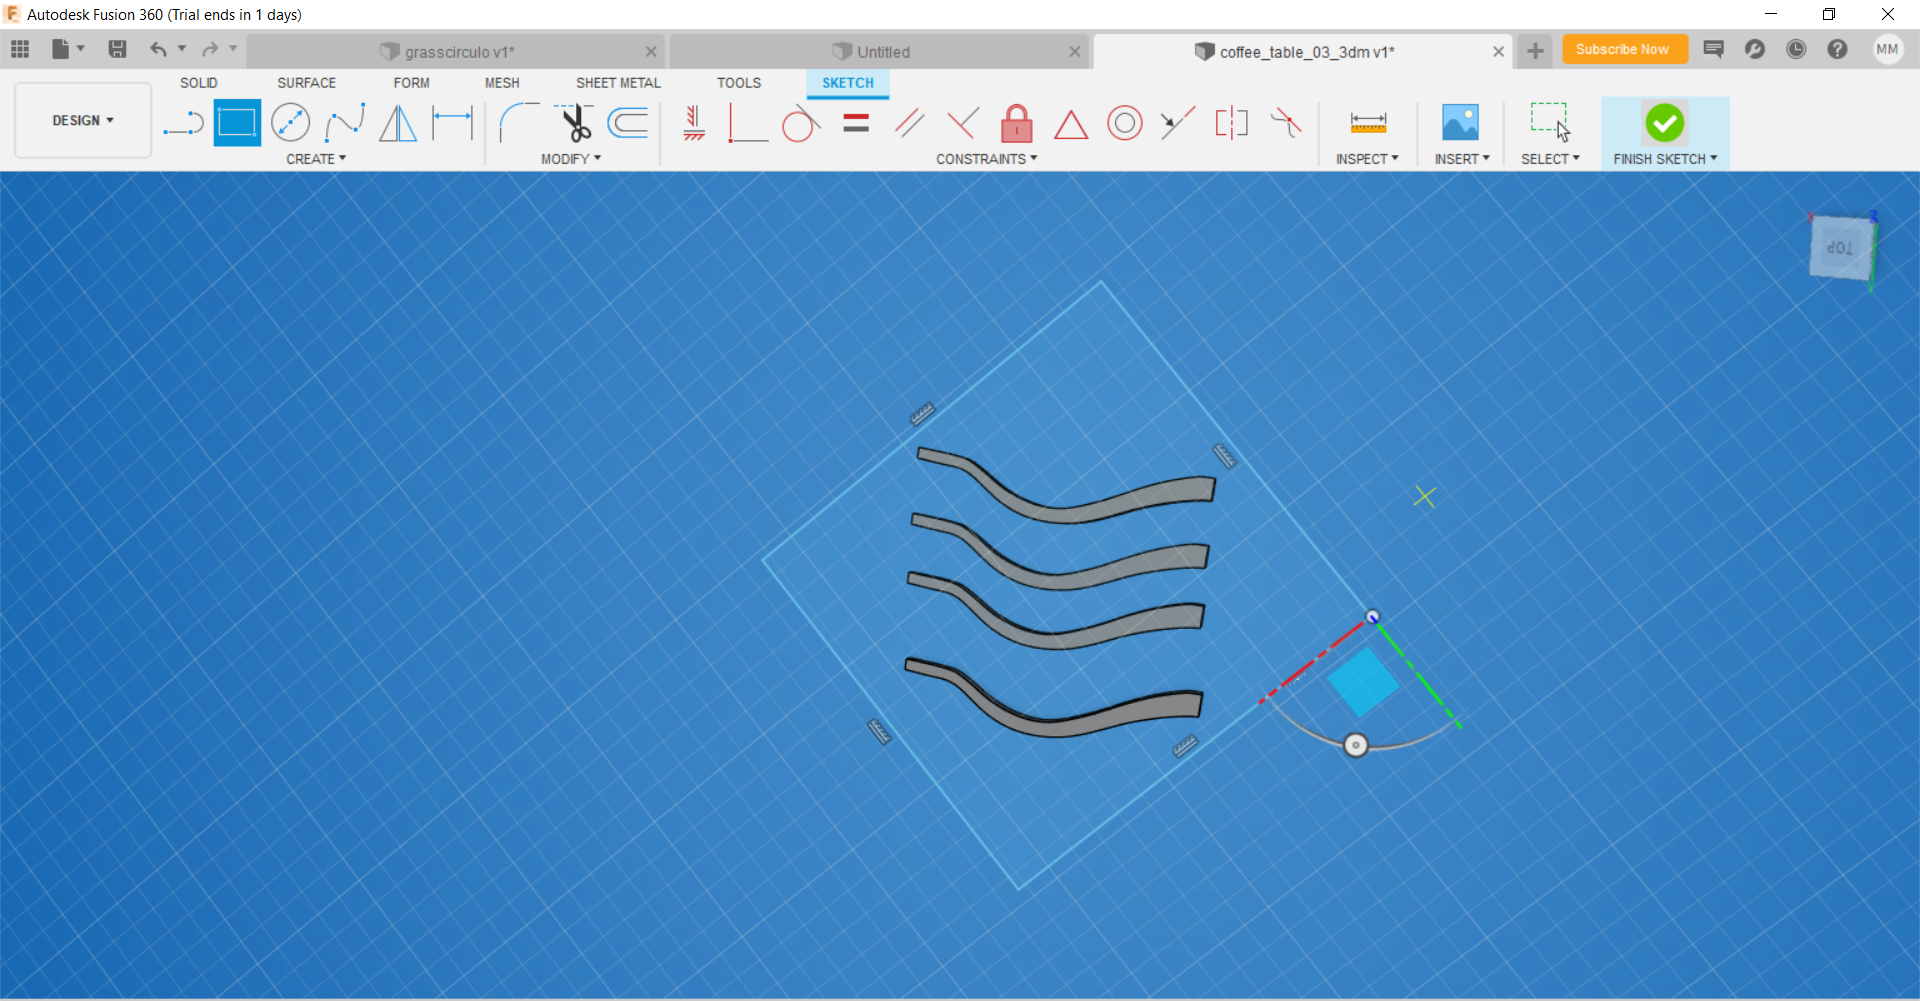 Autodesk Fusion 360 (Trial ends in 1 days)
grasscirculo v1*
Untitled
coffee_table_03_3dm v1*
Subscribe Now
MM
SOLID
SURFACE
FORM
MESH
SHEET METAL
TOOLS
SKETCH
DESIGN
CREATE
MODIFY
CONSTRAINTS
INSPECT
INSERT
SELECT
FINISH SKETCH
X
Z
TOP
Y